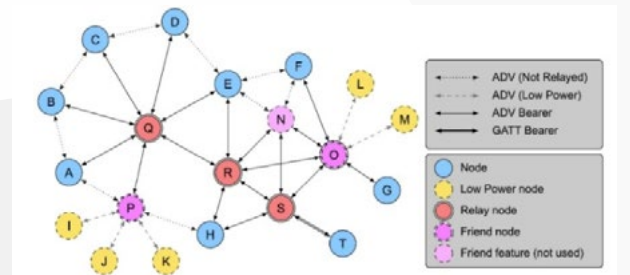 D
C
F
E
L
B
N
M
Q
O
A
R
G
P
S
I
H
T
J
K
ADV (Not Relayed)
ADV (Low Power)
ADV Bearer
GATT Bearer
Node
Low Power node
Relay node
Friend node
Friend feature (not used)